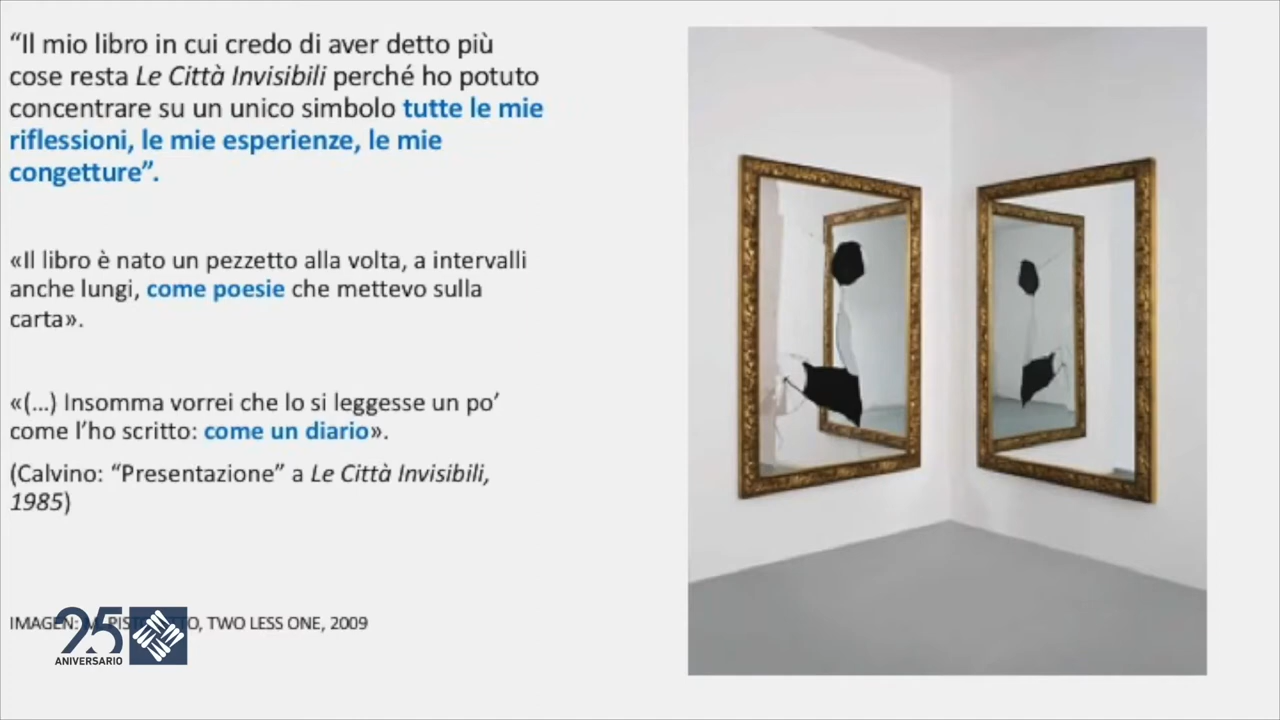 “Il mio libro in cui credo di aver detto più
cose resta Le Città Invisibili perché ho potuto
concentrare su un unico simbolo tutte le mie
riflessioni, le mie esperienze, le mie
congetture”.
«Il libro è nato un pezzetto alla volta, a intervalli
anche lunghi, come poesie che mettevo sulla
carta».
«(…) Insomma vorrei che lo si leggesse un po’
come l’ho scritto: come un diario».
(Calvino: “Presentazione” a Le Città Invisibili,
1985)
IMAGEN: TWO LESS ONE, 2009
25
ANIVERSARIO